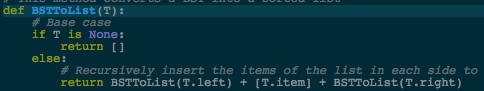 # This method converts a BST into a sorted list
def BSTToList(T):
    # Base case
    if T is None:
        return []
    else:
        # Recursively insert the items of the list in each side to
        return BSTToList(T.left) + [T.item] + BSTToList(T.right)